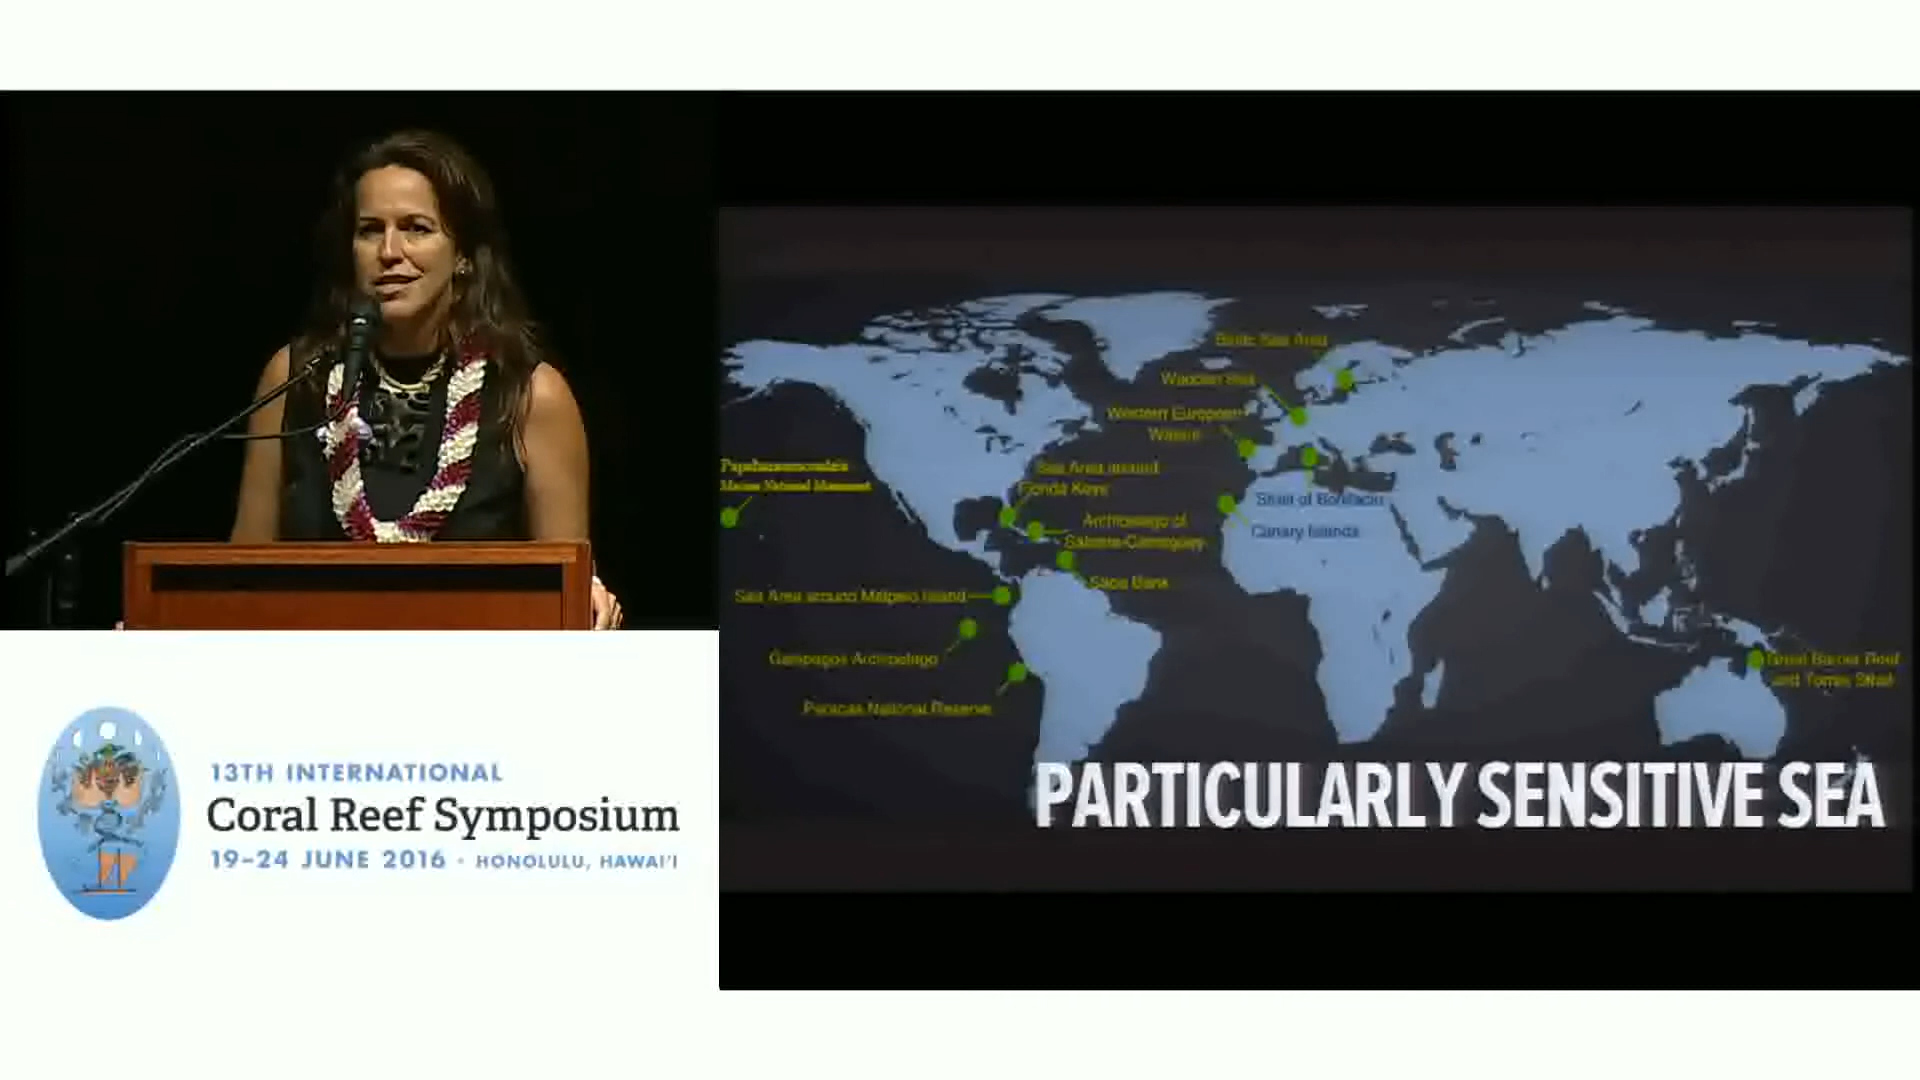 13TH INTERNATIONAL
Coral Reef Symposium
19–24 JUNE 2016 • HONOLULU, HAWAI'I
Baltic Sea Area
Wadden Sea
Western European
Waters
Marine National Monument
Sea Area around
Florida Keys
Strait of Bonifacio
Archipelago of
Sabana-Camaguey
Canary Islands
Saba Bank
Sea Area around Malpelo Island
Galapagos Archipelago
Great Barrier Reef
and Torres Strait
Paracas National Reserve
PARTICULARLY SENSITIVE SEA